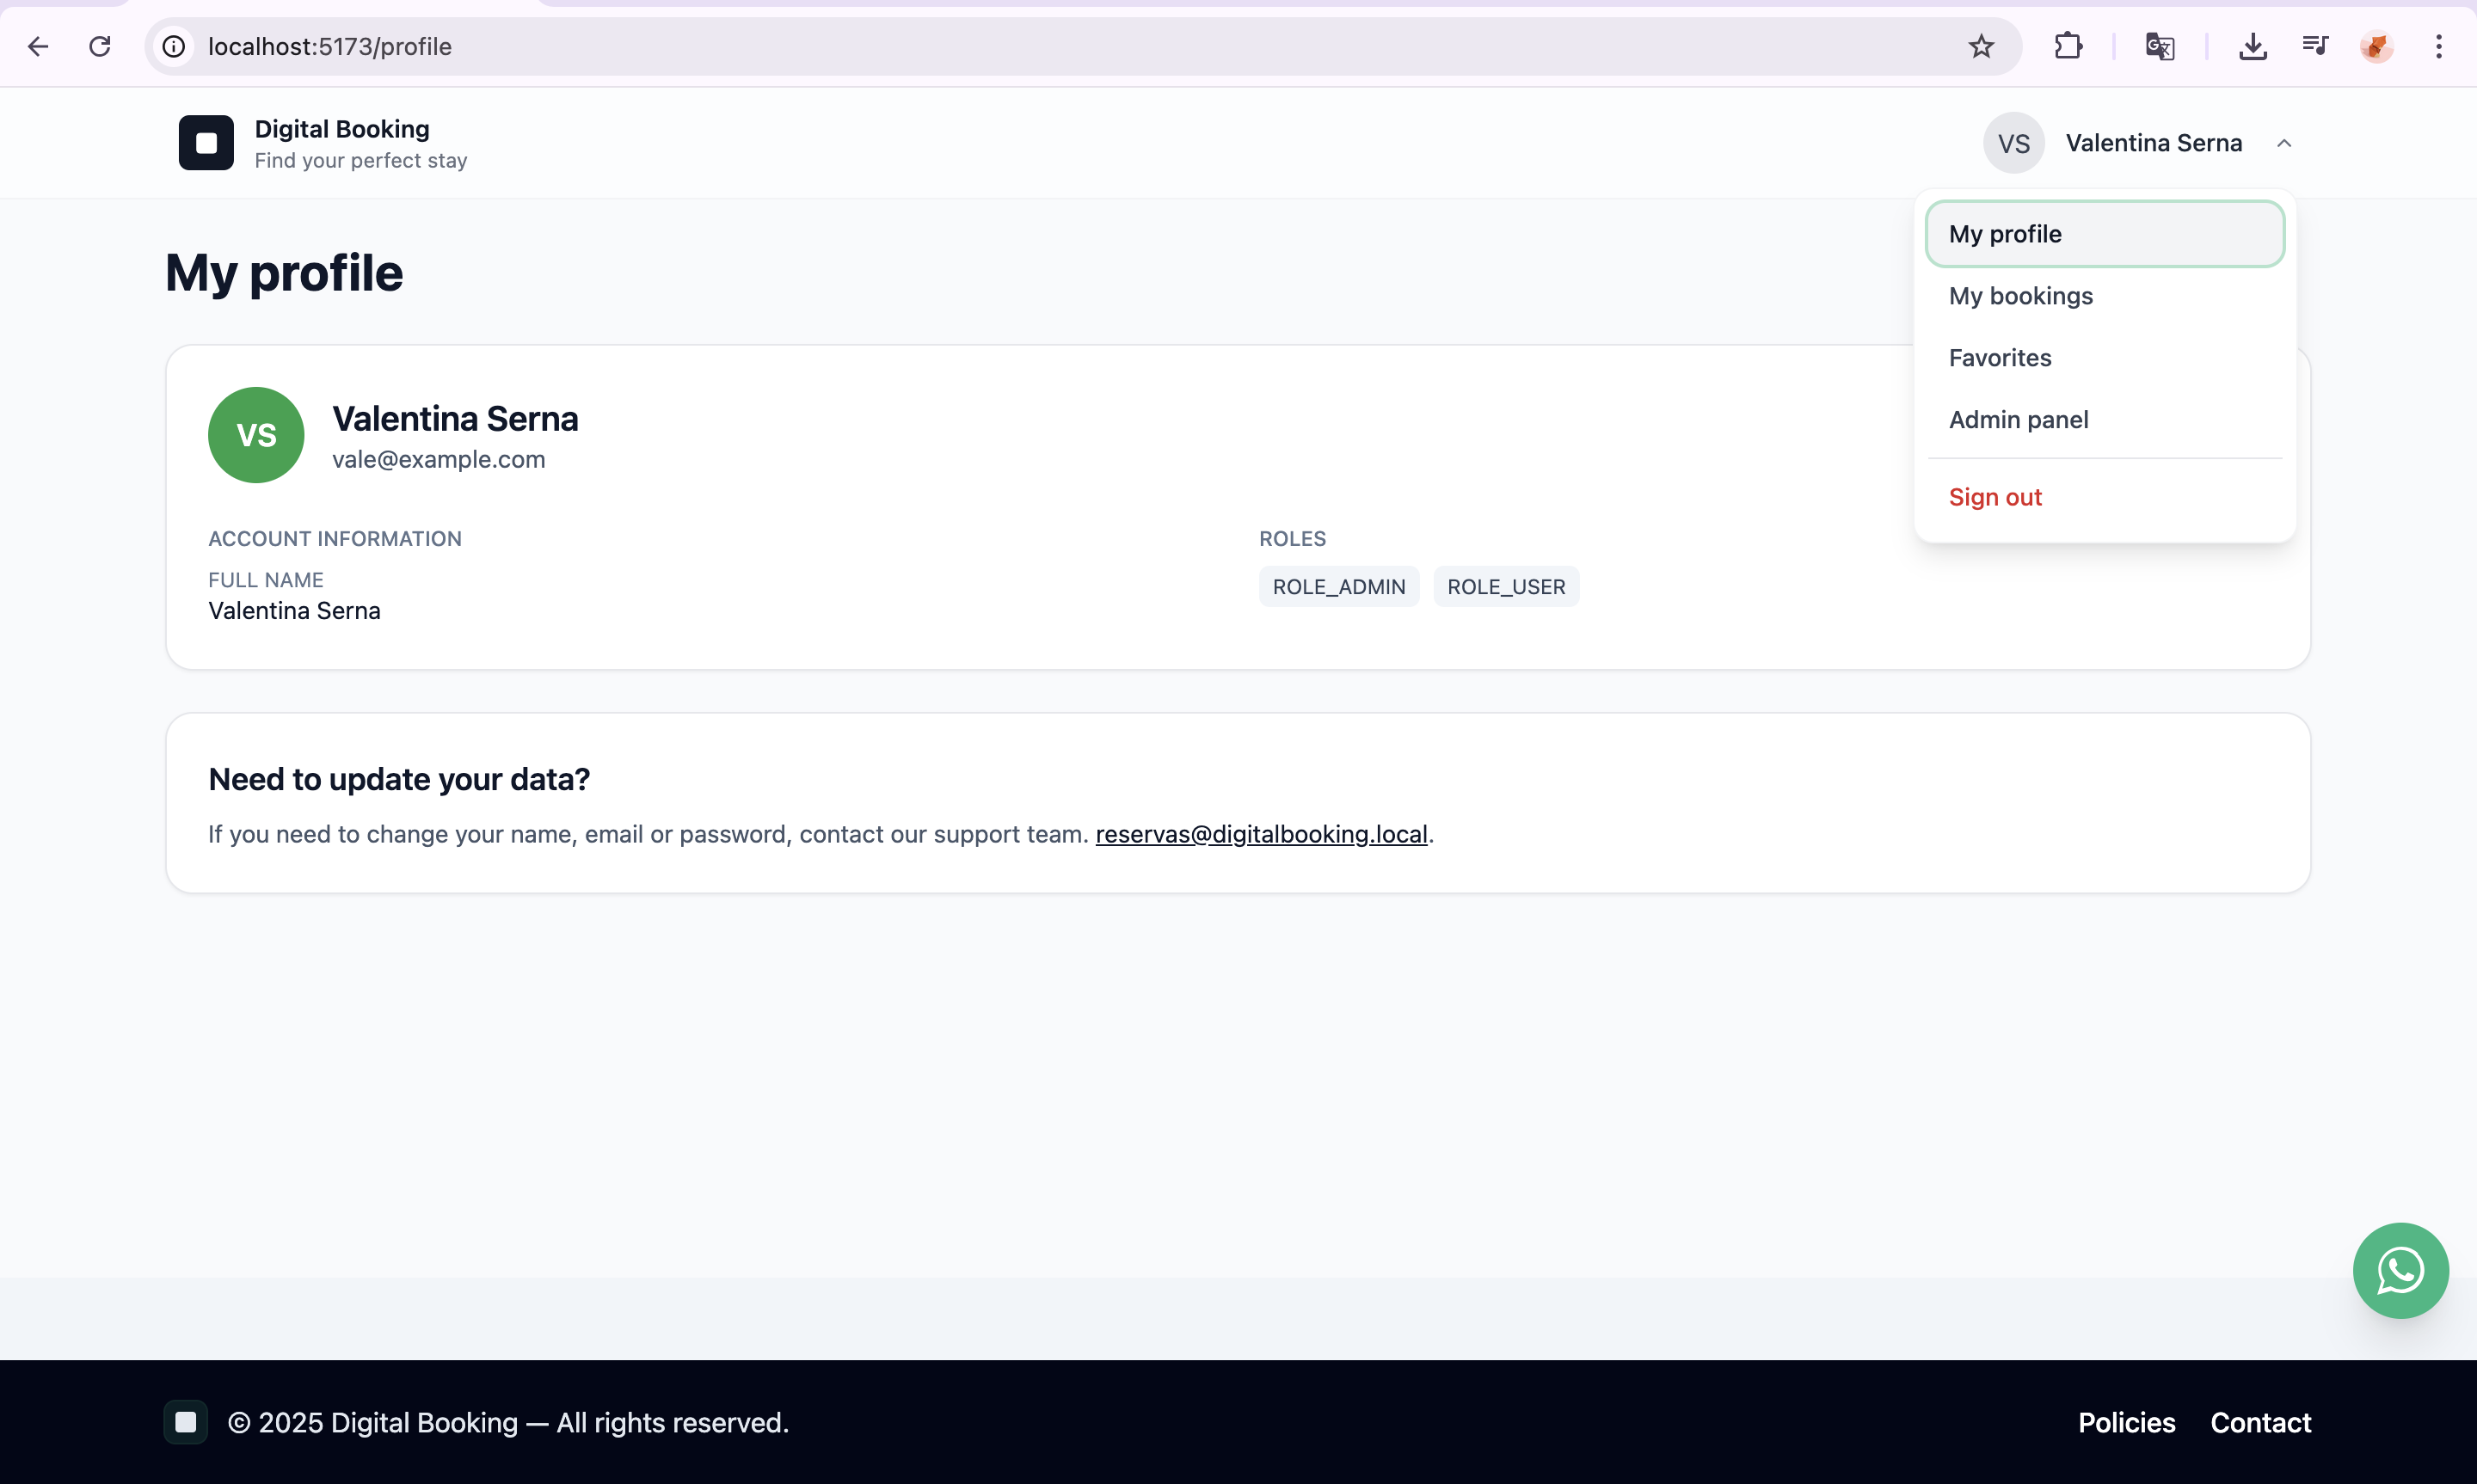 localhost:5173/profile
Digital Booking
Find your perfect stay
VS
Valentina Serna
My profile
My bookings
Favorites
Admin panel
Sign out
My profile
VS
Valentina Serna
vale@example.com
ACCOUNT INFORMATION
FULL NAME
Valentina Serna
ROLES
ROLE_ADMIN ROLE_USER
Need to update your data?
If you need to change your name, email or password, contact our support team. reservas@digitalbooking.local.
© 2025 Digital Booking — All rights reserved.
Policies Contact